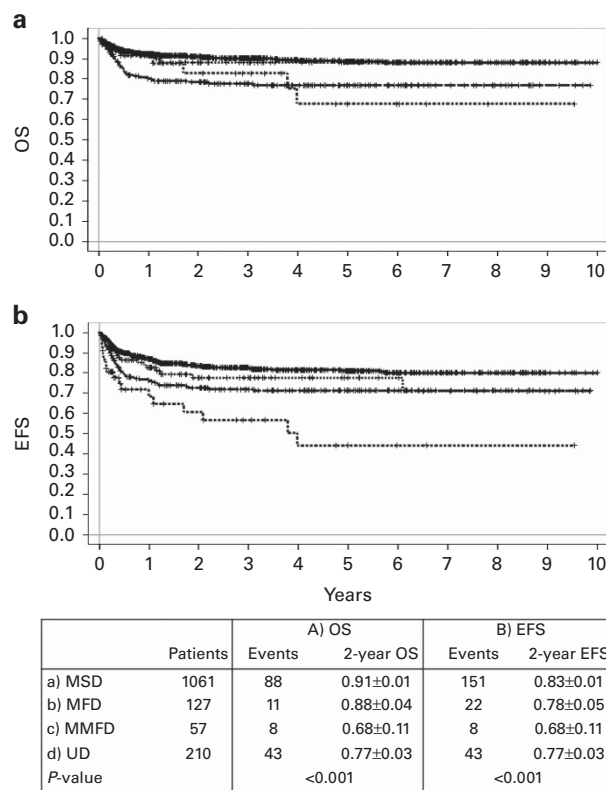 a
1.0
0.9
0.8
0.7
0.6
0.5
0.4
0.3
0.2
0.1
0.0
OS
0 1 2 3 4 5 6 7 8 9 10
b
1.0
0.9
0.8
0.7
0.6
0.5
0.4
0.3
0.2
0.1
0.0
EFS
0 1 2 3 4 5 6 7 8 9 10
Years
A) OS B) EFS
Patients Events 2-year OS Events 2-year EFS
a) MSD 1061 88 0.91±0.01 151 0.83±0.01
b) MFD 127 11 0.88±0.04 22 0.78±0.05
c) MMFD 57 8 0.68±0.11 8 0.68±0.11
d) UD 210 43 0.77±0.03 43 0.77±0.03
P-value <0.001 <0.001